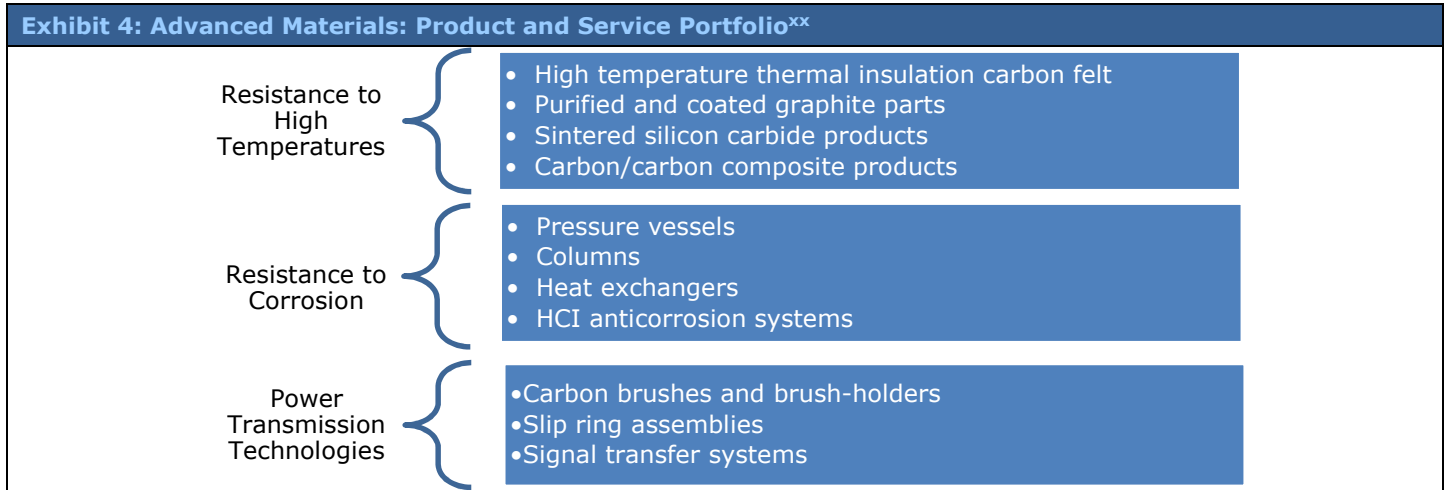 Exhibit 4: Advanced Materials: Product and Service Portfolioxx
Resistance to
High
Temperatures
• High temperature thermal insulation carbon felt
• Purified and coated graphite parts
• Sintered silicon carbide products
• Carbon/carbon composite products
Resistance to
Corrosion
• Pressure vessels
• Columns
• Heat exchangers
• HCI anticorrosion systems
Power
Transmission
Technologies
•Carbon brushes and brush-holders
•Slip ring assemblies
•Signal transfer systems